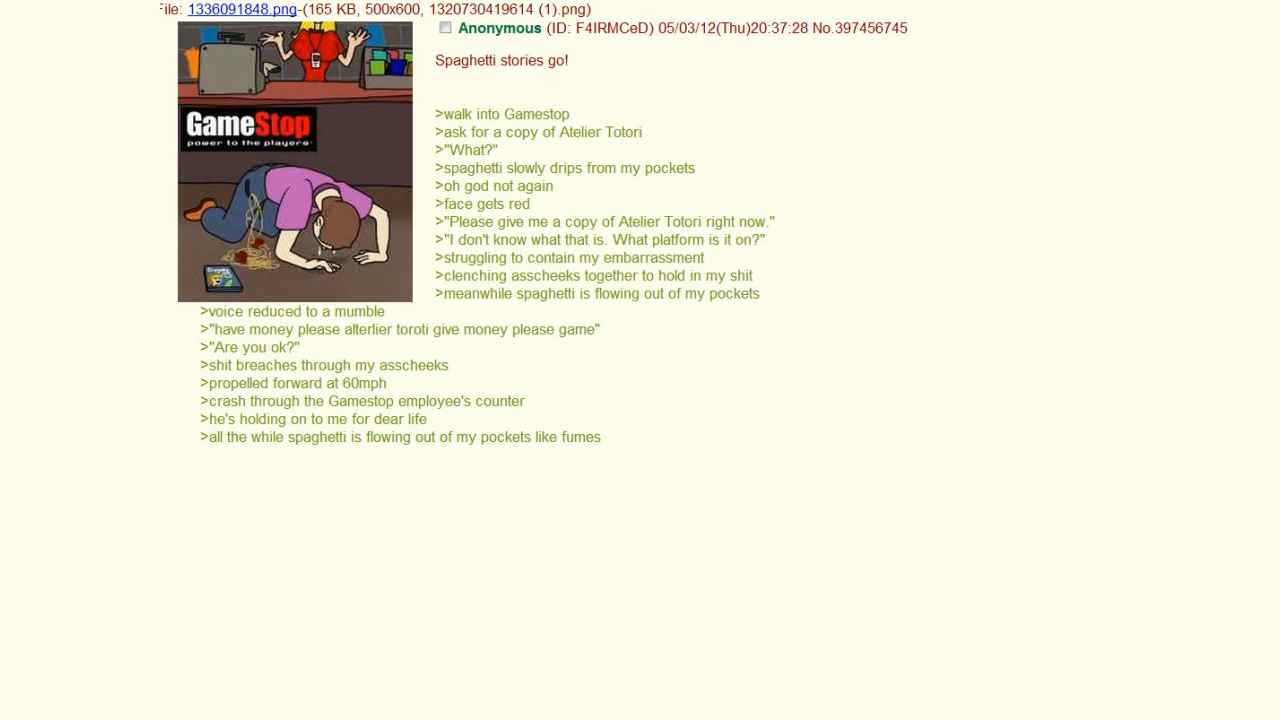 File: 1336091848.png-(165 KB, 500x600, 1320730419614 (1).png)
Anonymous (ID: F4IRMCeD) 05/03/12(Thu)20:37:28 No.397456745
Spaghetti stories go!
GameStop
power to the players
>walk into Gamestop
>ask for a copy of Atelier Totori
>"What?"
>spaghetti slowly drips from my pockets
>oh god not again
>face gets red
>"Please give me a copy of Atelier Totori right now."
>"I don't know what that is. What platform is it on?"
>struggling to contain my embarrassment
>clenching asscheeks together to hold in my shit
>meanwhile spaghetti is flowing out of my pockets
>voice reduced to a mumble
>"have money please alterlier toroti give money please game"
>"Are you ok?"
>shit breaches through my asscheeks
>propelled forward at 60mph
>crash through the Gamestop employee's counter
>he's holding on to me for dear life
>all the while spaghetti is flowing out of my pockets like fumes